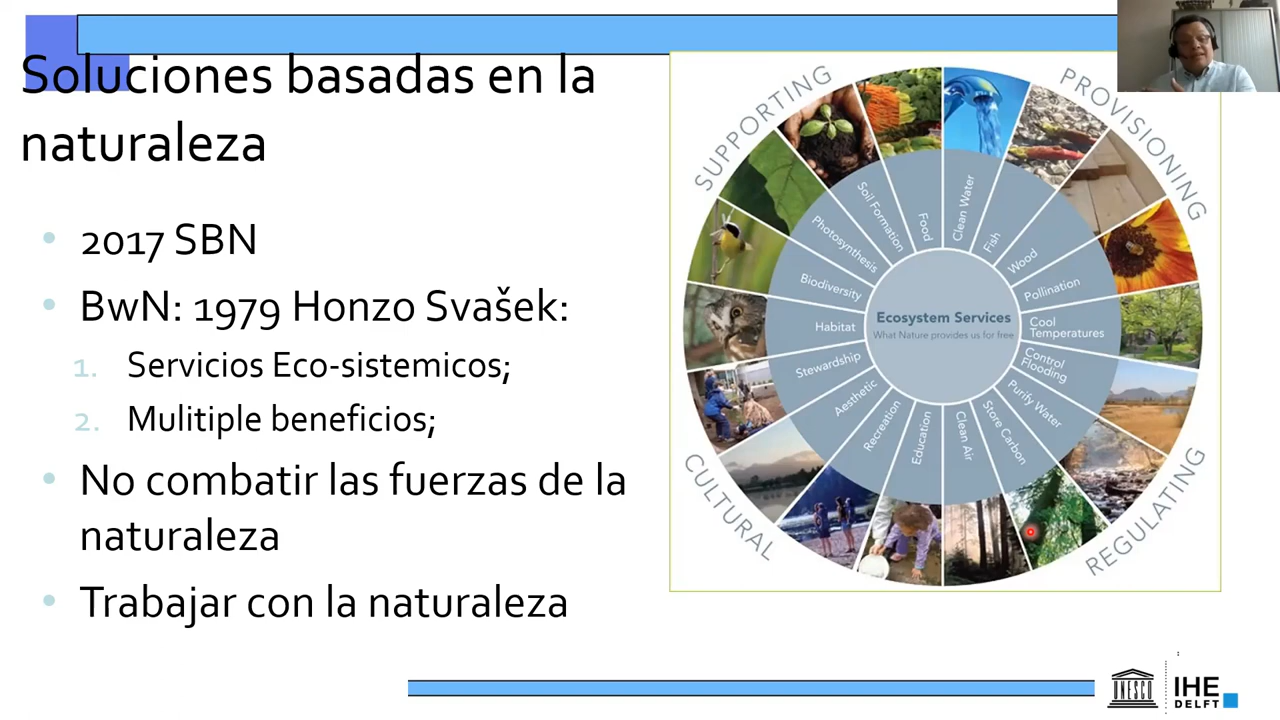 Soluciones basadas en la
naturaleza
• 2017 SBN
• BwN: 1979 Honzo Svašek:
1. Servicios Eco-sistemicos;
2. Mulitiple beneficios;
• No combatir las fuerzas de la
naturaleza
• Trabajar con la naturaleza
SUPPORTING
PROVISIONING
REGULATING
CULTURAL
Ecosystem Services
What Nature provides us for free
Food
Clean Water
Fish
Wood
Pollination
Cool
Temperatures
Control
Flooding
Purify Water
Store Carbon
Clean Air
Education
Recreation
Aesthetic
Stewardship
Habitat
Biodiversity
Photosynthesis
Soil Formation
:
UNESCO
IHE
DELFT